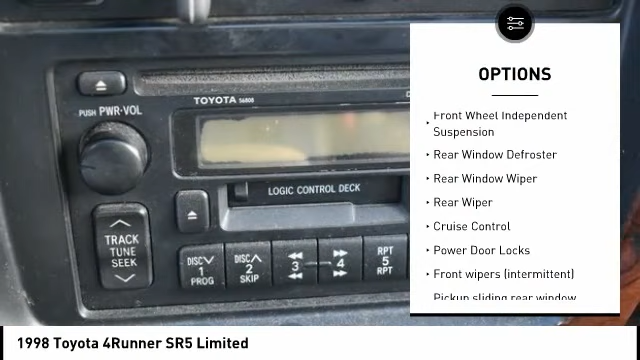 TOYOTA 56808
PUSH PWR·VOL
LOGIC CONTROL DECK
TRACK
TUNE
SEEK
DISC
1
PROG
DISC
2
SKIP
3
4
RPT
5
RPT
OPTIONS
Front Wheel Independent
Suspension
Rear Window Defroster
Rear Window Wiper
Rear Wiper
Cruise Control
Power Door Locks
Front wipers (intermittent)
Pickup sliding rear window
1998 Toyota 4Runner SR5 Limited